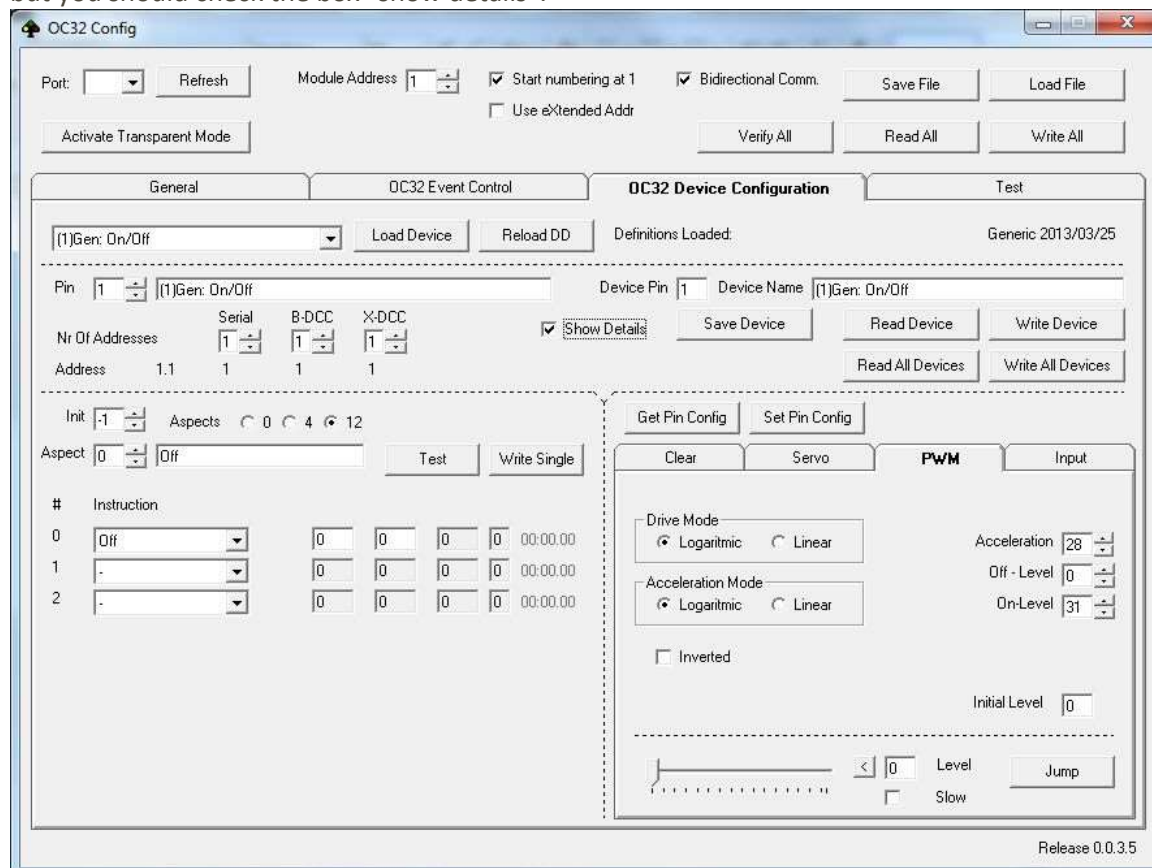 but you should check the box "show details".
OC32 Config
Port: Refresh Module Address 1 Start numbering at 1 Bidirectional Comm. Save File Load File
Use eXtended Addr
Activate Transparent Mode Verify All Read All Write All
General OC32 Event Control OC32 Device Configuration Test
(1)Gen: On/Off Load Device Reload DD Definitions Loaded: Generic 2013/03/25
Pin 1 (1)Gen: On/Off Device Pin 1 Device Name (1)Gen: On/Off
Serial B-DCC X-DCC
Nr Of Addresses 1 1 1 Show Details Save Device Read Device Write Device
Address 1.1 1 1 1 Read All Devices Write All Devices
Init -1 Aspects 0 4 12 Get Pin Config Set Pin Config
Aspect 0 Off Test Write Single
Clear Servo PWM Input
# Instruction
0 Off 0 0 0 0 00:00.00
1 - 0 0 0 0 00:00.00
2 - 0 0 0 0 00:00.00
Drive Mode
Logaritmic Linear
Acceleration 28
Off - Level 0
On-Level 31
Acceleration Mode
Logaritmic Linear
Inverted
Initial Level 0
< 0 Level Jump
Slow
Release 0.0.3.5